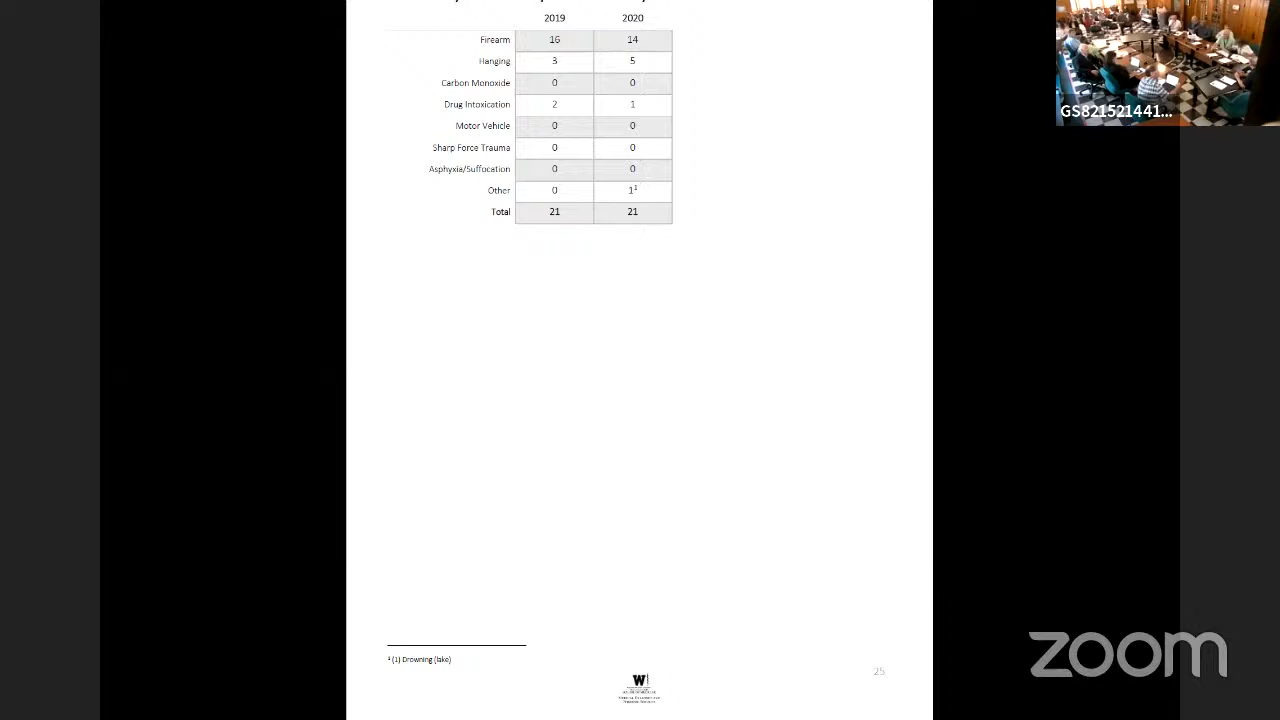 2019 2020
Firearm 16 14
Hanging 3 5
Carbon Monoxide 0 0
Drug Intoxication 2 1
Motor Vehicle 0 0
Sharp Force Trauma 0 0
Asphyxia/Suffocation 0 0
Other 0 1¹
Total 21 21
¹ (1) Drowning (lake)
25
W
GS821521441...
zoom